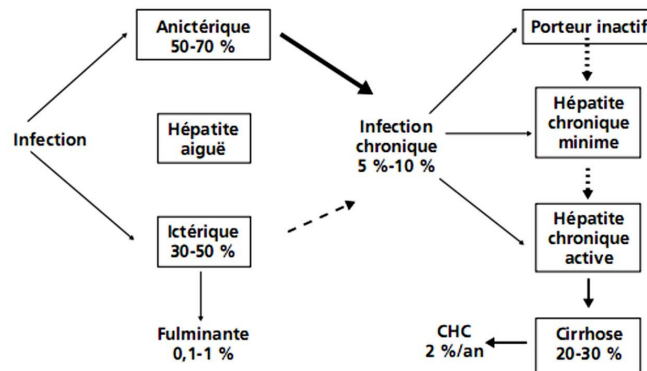 Anictérique
50-70 %
Porteur inactif
Infection
Hépatite
aiguë
Infection
chronique
5 %-10 %
Hépatite
chronique
minime
Ictérique
30-50 %
Hépatite
chronique
active
Fulminante
0,1-1 %
CHC
2 %/an
Cirrhose
20-30 %